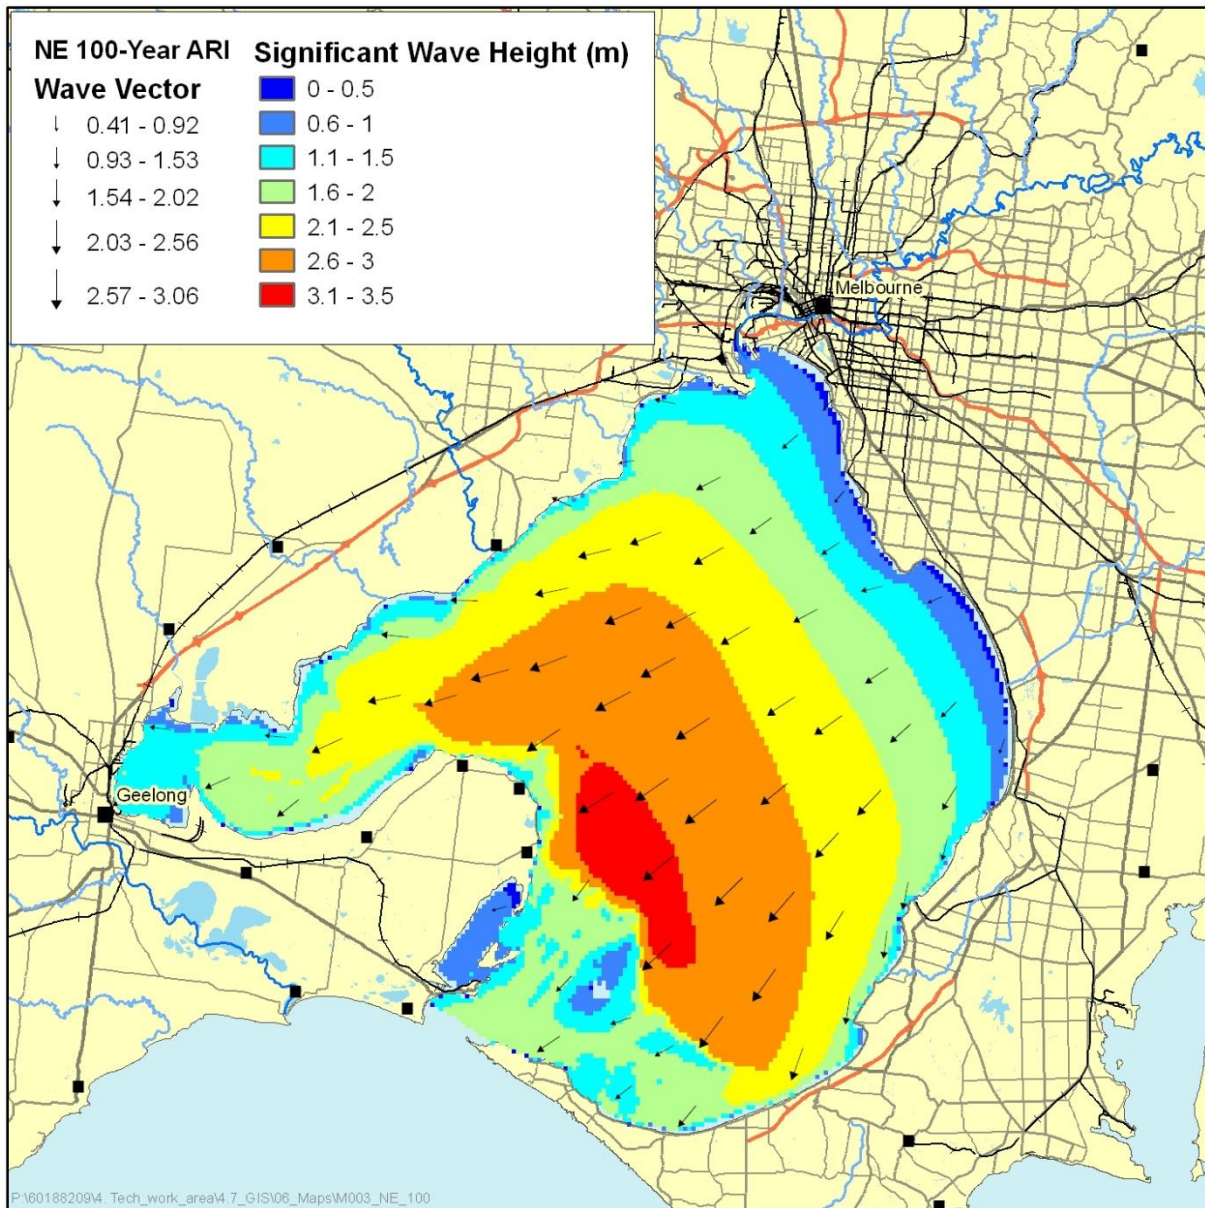 NE 100-Year ARI
Wave Vector
0.41 - 0.92
0.93 - 1.53
1.54 - 2.02
2.03 - 2.56
2.57 - 3.06
Significant Wave Height (m)
0 - 0.5
0.6 - 1
1.1 - 1.5
1.6 - 2
2.1 - 2.5
2.6 - 3
3.1 - 3.5
Melbourne
Geelong
P:\60188209\4. Tech_work_area\4.7_GIS\06_Maps\M003_NE_100